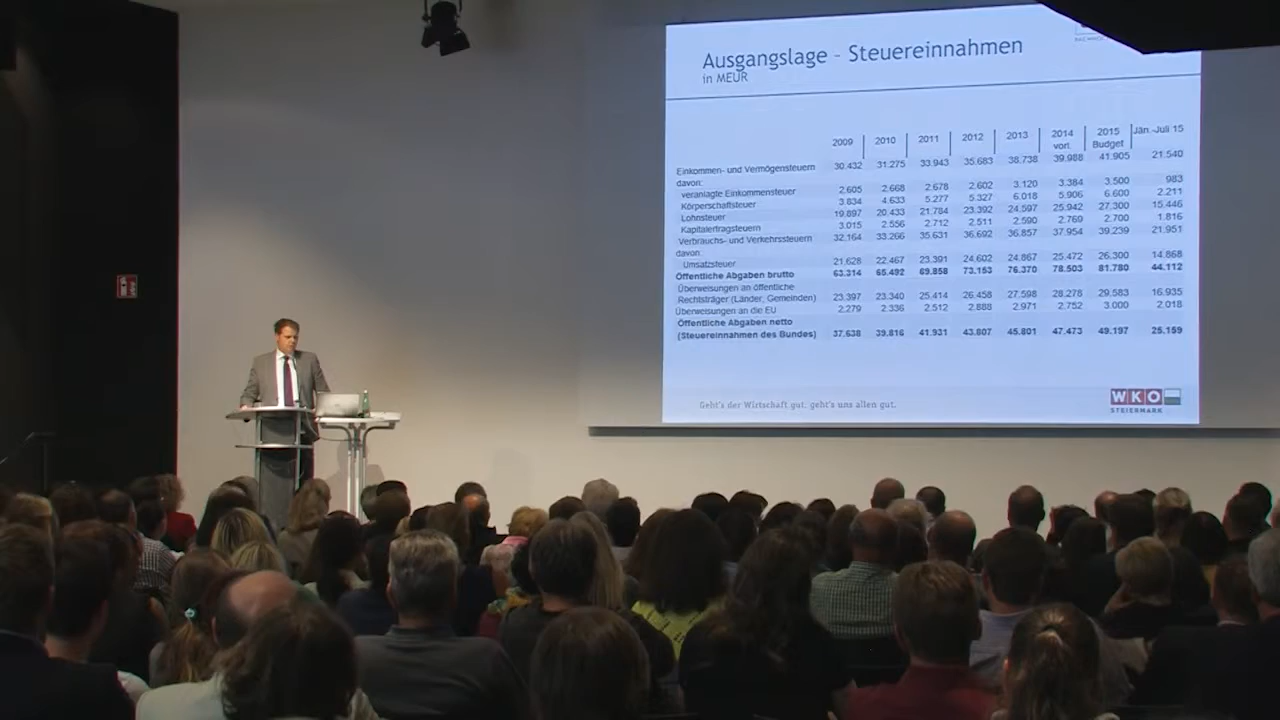 Ausgangslage - Steuereinnahmen
in MEUR
2009 2010 2011 2012 2013 2014 vorl. 2015 Budget Jän.-Juli 15
Einkommen- und Vermögensteuern 30.432 31.275 33.943 35.683 38.738 39.988 41.905 21.540
davon:
veranlagte Einkommensteuer 2.605 2.668 2.678 2.602 3.120 3.384 3.500 983
Körperschaftsteuer 3.834 4.633 5.277 5.327 6.018 5.906 6.600 2.211
Lohnsteuer 19.897 20.433 21.784 23.392 24.597 25.942 27.300 15.446
Kapitalertragsteuern 3.015 2.556 2.712 2.511 2.590 2.769 2.700 1.816
Verbrauchs- und Verkehrssteuern 32.164 33.266 35.631 36.692 36.857 37.954 39.239 21.951
davon:
Umsatzsteuer 21.628 22.467 23.391 24.602 24.867 25.472 26.300 14.868
Öffentliche Abgaben brutto 63.314 65.492 69.858 73.153 76.370 78.503 81.780 44.112
Überweisungen an öffentliche
Rechtsträger (Länder, Gemeinden) 23.397 23.340 25.414 26.458 27.598 28.278 29.583 16.935
Überweisungen an die EU 2.279 2.336 2.512 2.888 2.971 2.752 3.000 2.018
Öffentliche Abgaben netto
(Steuereinnahmen des Bundes) 37.638 39.816 41.931 43.807 45.801 47.473 49.197 25.159
Geht's der Wirtschaft gut, geht's uns allen gut.
WKO
STEIERMARK